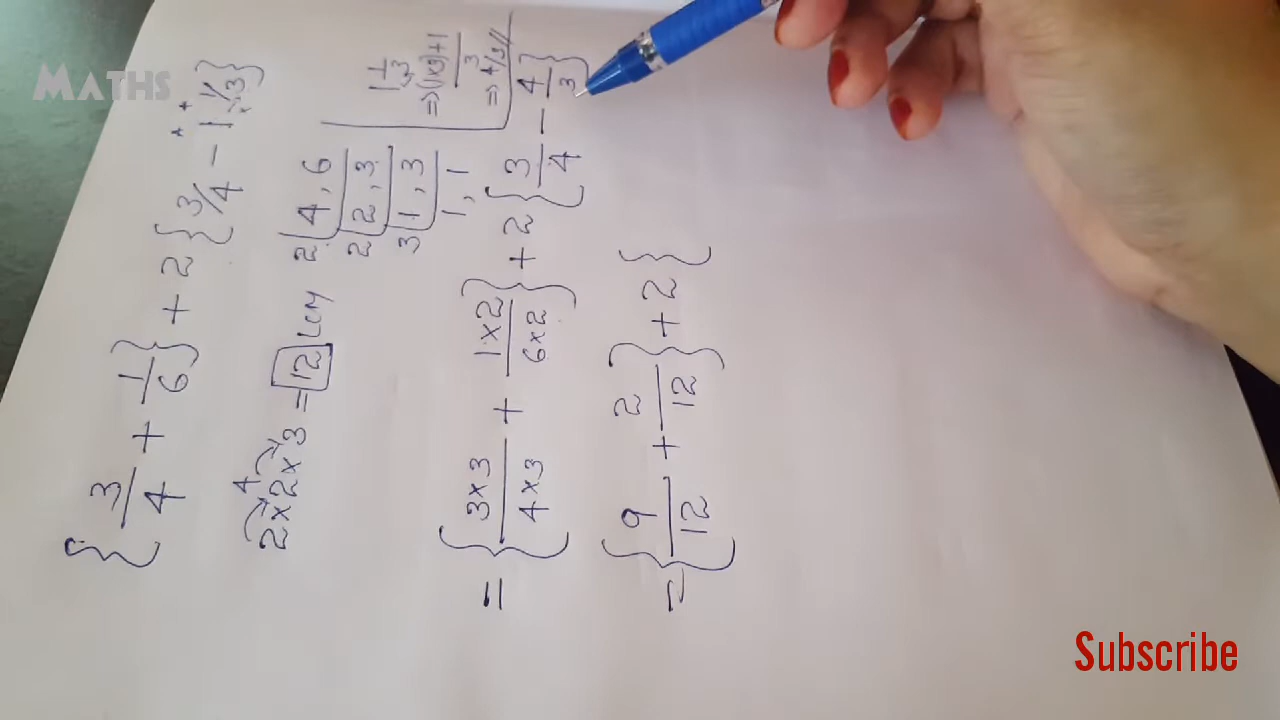 MATHS
{3/4 + 1/6} + 2{3/4 - 1 1/3}
2×2×3 = 12 LCM
4
2 | 4, 6
2 | 2, 3
3 | 1, 3
1, 1
1 1/3
⇒ (1×3)+1 / 3
⇒ 4/3 //
= {3×3/4×3 + 1×2/6×2} + 2{3/4 - 4/3}
= {9/12 + 2/12} + 2{
Subscribe